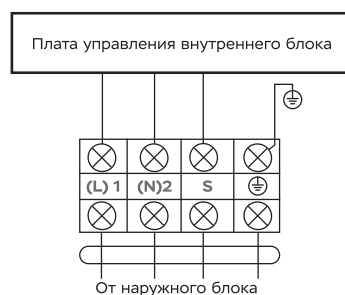 Плата управления внутреннего блока
(L) 1 (N)2 S
От наружного блока